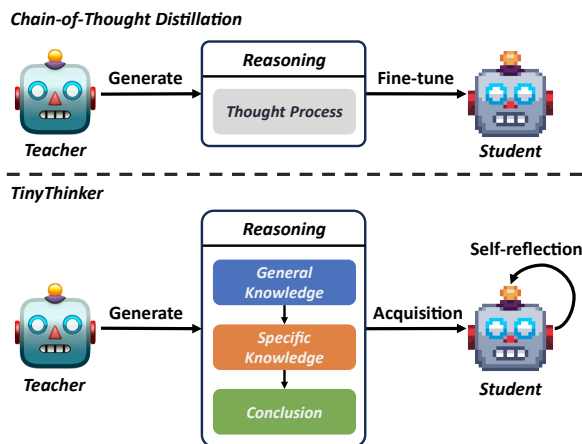 Chain-of-Thought Distillation
Reasoning
Generate
Fine-tune
Thought Process
Teacher
Student
TinyThinker
Reasoning
Self-reflection
General
Knowledge
Generate
Acquisition
Specific
Knowledge
Teacher
Student
Conclusion